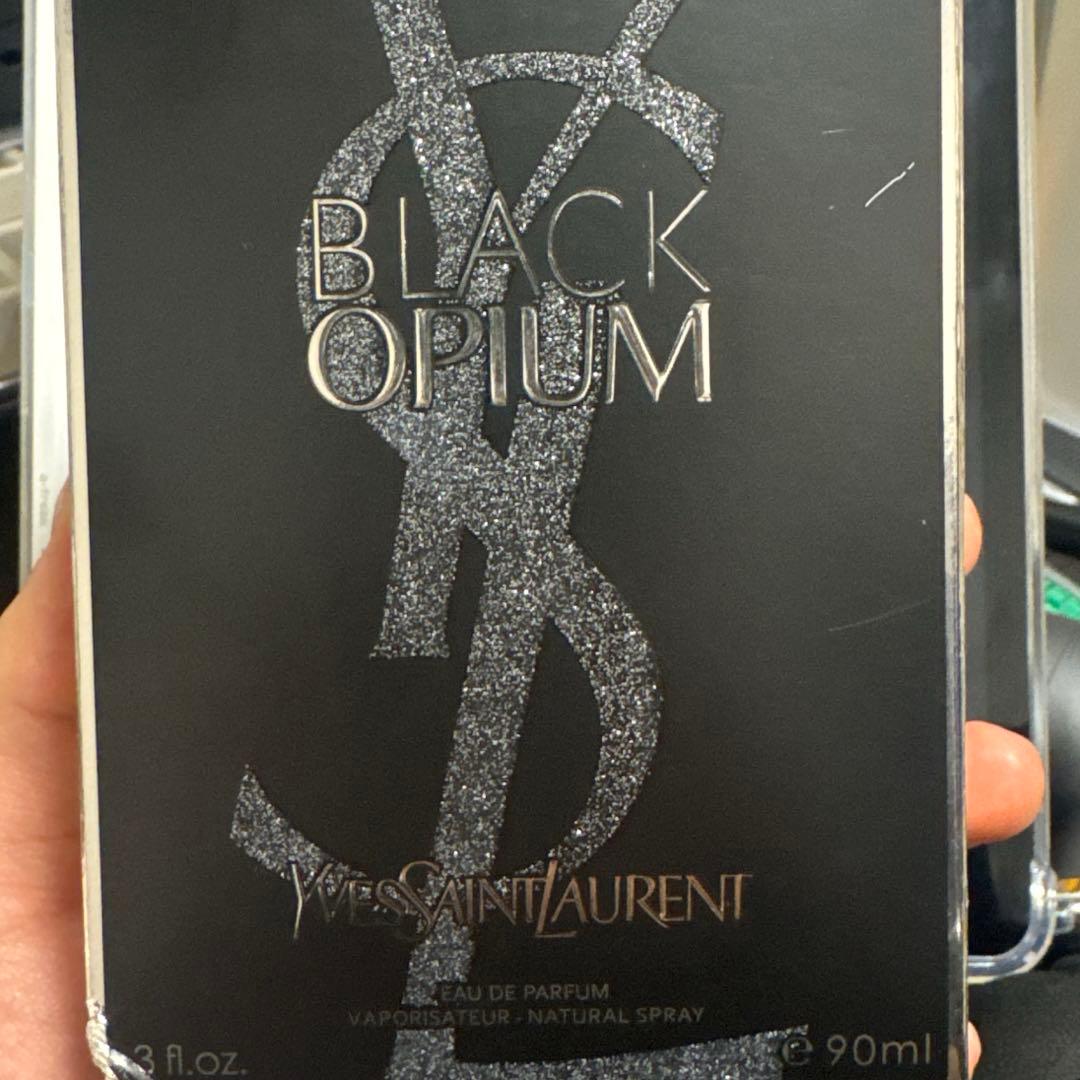 BLACK
OPIUM
YVESSAINTLAURENT
EAU DE PARFUM
VAPORISATEUR - NATURAL SPRAY
3 fl.oz. e 90ml